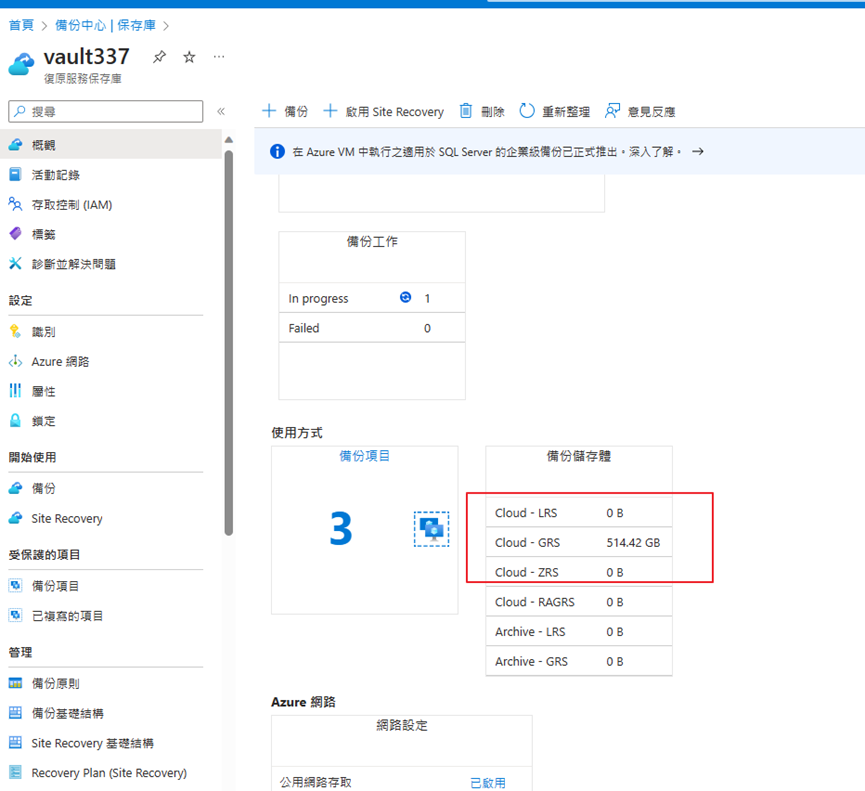 首頁 > 備份中心 | 保存庫 >
vault337
復原服務保存庫
搜尋
概觀
活動記錄
存取控制 (IAM)
標籤
診斷並解決問題
設定
識別
Azure 網路
屬性
鎖定
開始使用
備份
Site Recovery
受保護的項目
備份項目
已複寫的項目
管理
備份原則
備份基礎結構
Site Recovery 基礎結構
Recovery Plan (Site Recovery)
備份 啟用 Site Recovery 刪除 重新整理 意見反應
在 Azure VM 中執行之適用於 SQL Server 的企業級備份已正式推出。深入了解。 →
備份工作
In progress 1
Failed 0
使用方式
備份項目
3
備份儲存體
Cloud - LRS 0 B
Cloud - GRS 514.42 GB
Cloud - ZRS 0 B
Cloud - RAGRS 0 B
Archive - LRS 0 B
Archive - GRS 0 B
Azure 網路
網路設定
公用網路存取 已啟用